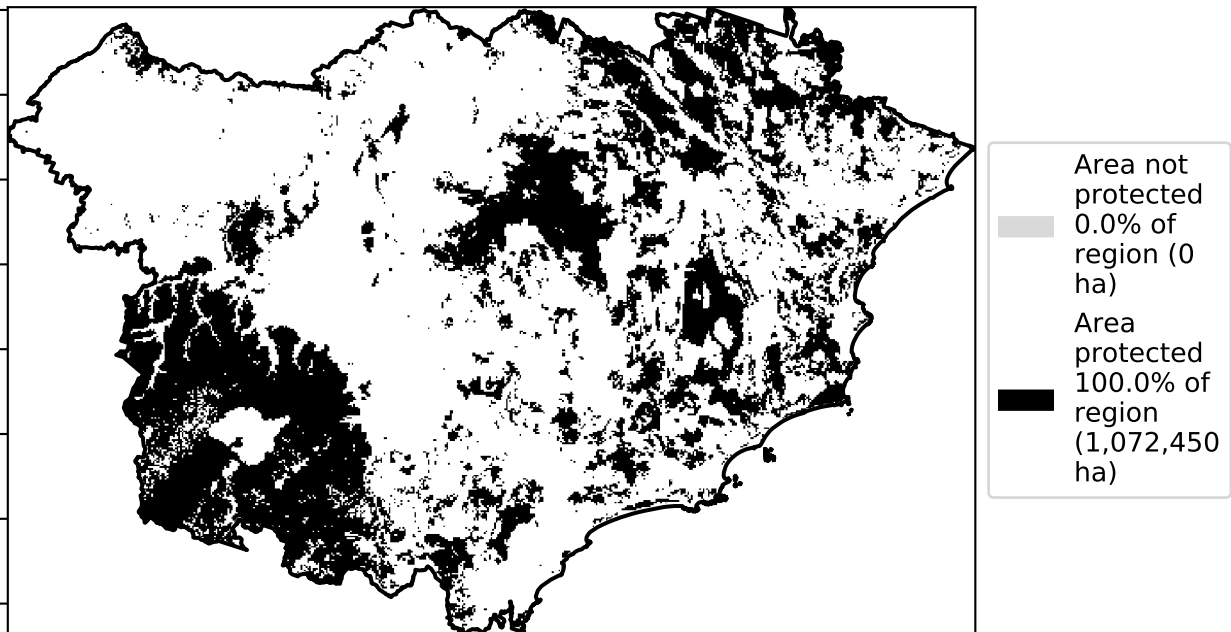 Area not
protected
0.0% of
region (0
ha)
Area
protected
100.0% of
region
(1,072,450
ha)